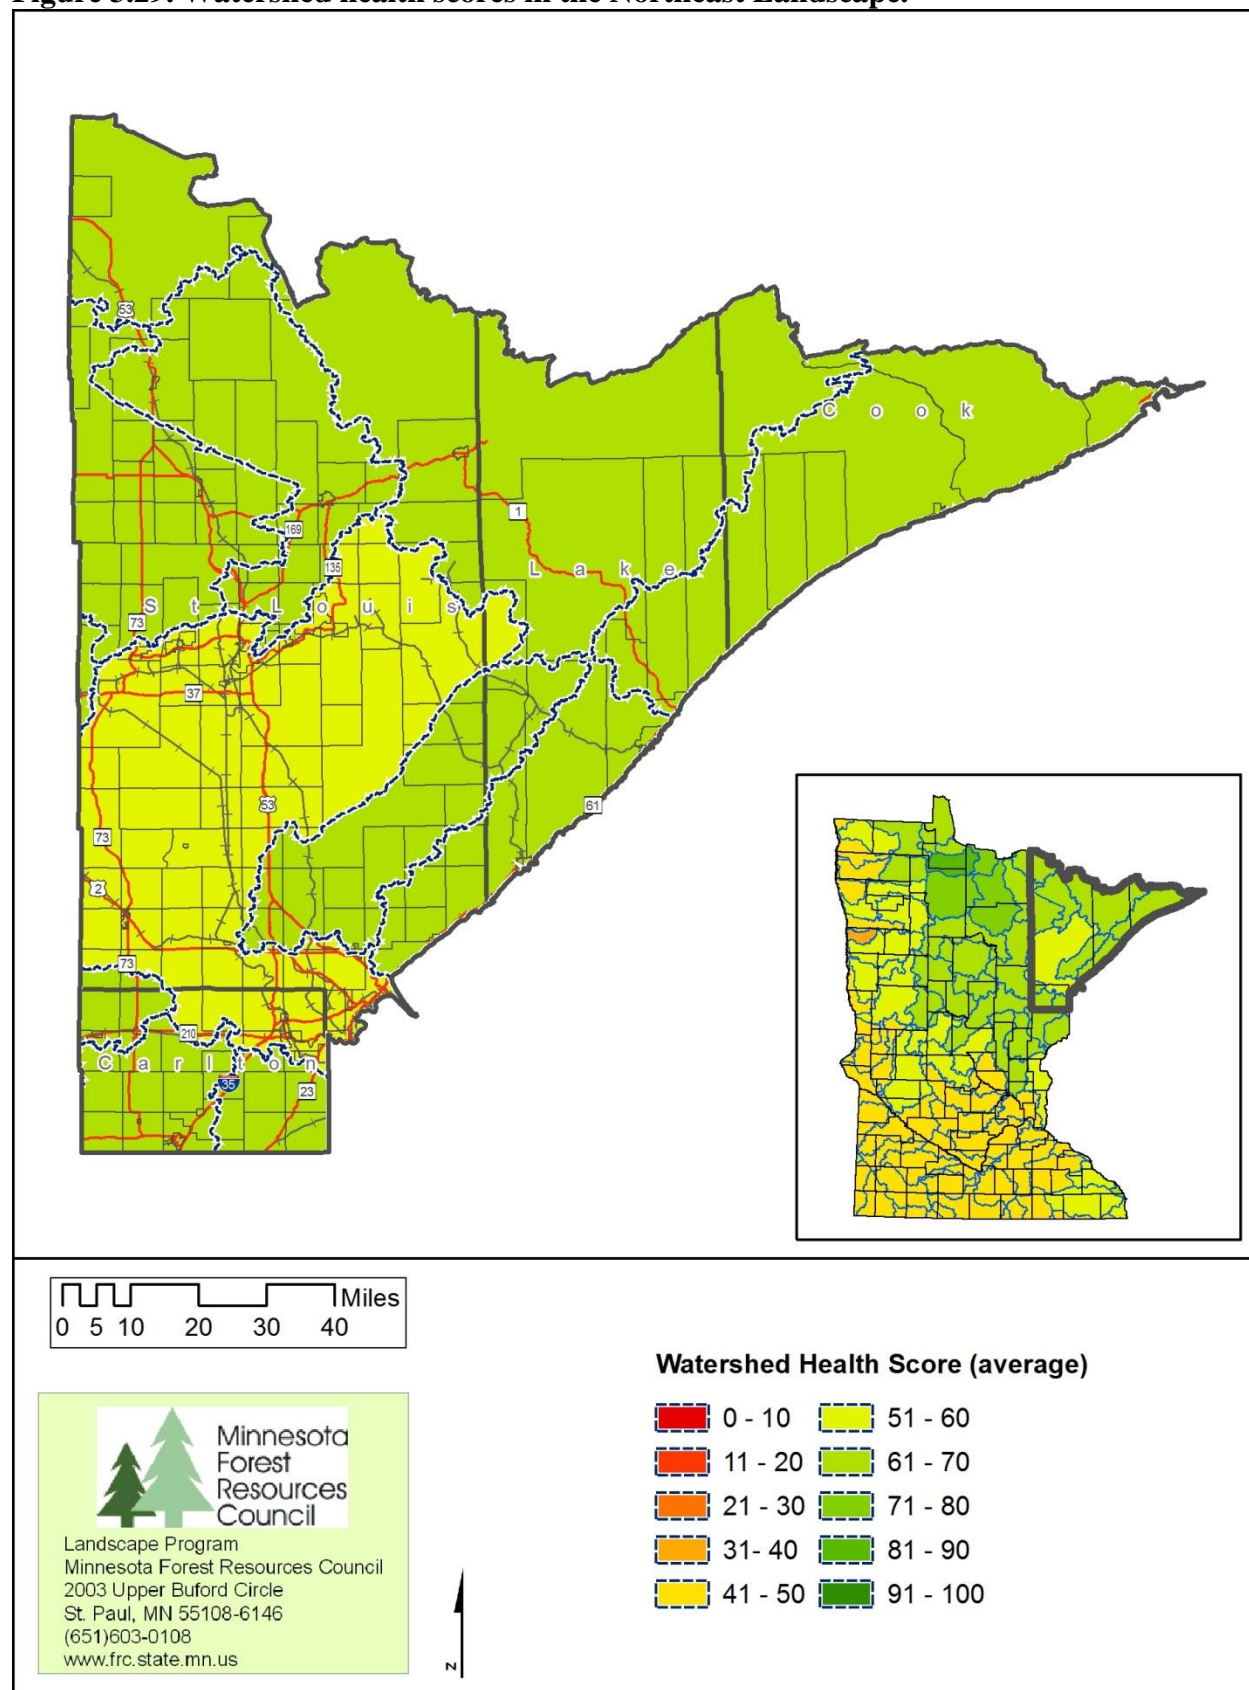 Figure 3.29. Watershed health scores in the Northeast Landscape.
53
Cook
1
169
135
Lake
St. Louis
73
37
53
61
73
2
73
210
Carlton
35
23
Miles
0 5 10 20 30 40
Watershed Health Score (average)
0 - 10
51 - 60
11 - 20
61 - 70
21 - 30
71 - 80
31- 40
81 - 90
41 - 50
91 - 100
Minnesota
Forest
Resources
Council
Landscape Program
Minnesota Forest Resources Council
2003 Upper Buford Circle
St. Paul, MN 55108-6146
(651)603-0108
www.frc.state.mn.us
N